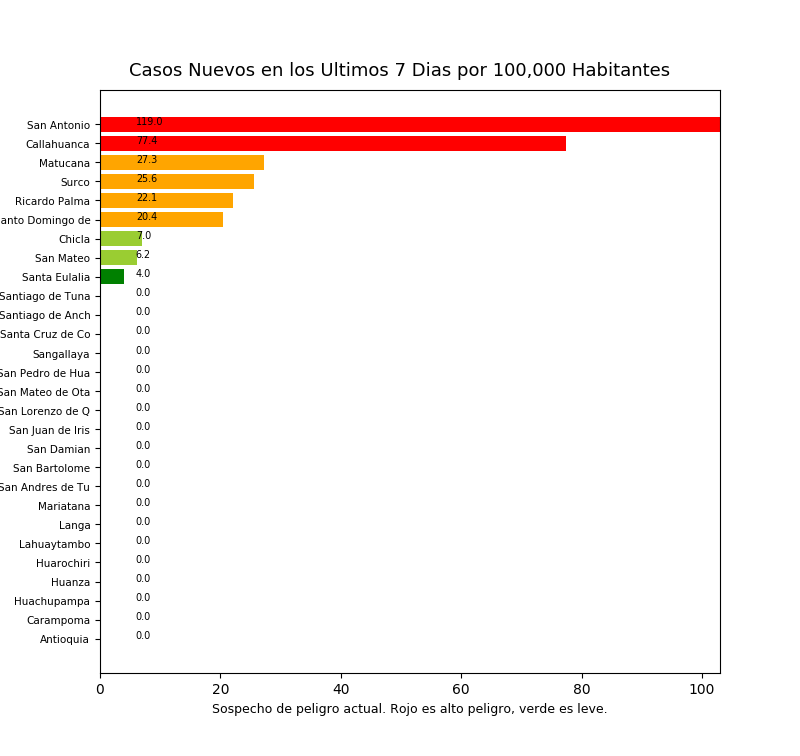 Casos Nuevos en los Ultimos 7 Dias por 100,000 Habitantes
San Antonio 119.0
Callahuanca 77.4
Matucana 27.3
Surco 25.6
Ricardo Palma 22.1
anto Domingo de 20.4
Chicla 7.0
San Mateo 6.2
Santa Eulalia 4.0
Santiago de Tuna 0.0
Santiago de Anch 0.0
Santa Cruz de Co 0.0
Sangallaya 0.0
San Pedro de Hua 0.0
San Mateo de Ota 0.0
San Lorenzo de Q 0.0
San Juan de Iris 0.0
San Damian 0.0
San Bartolome 0.0
San Andres de Tu 0.0
Mariatana 0.0
Langa 0.0
Lahuaytambo 0.0
Huarochiri 0.0
Huanza 0.0
Huachupampa 0.0
Carampoma 0.0
Antioquia 0.0
0 20 40 60 80 100
Sospecho de peligro actual. Rojo es alto peligro, verde es leve.